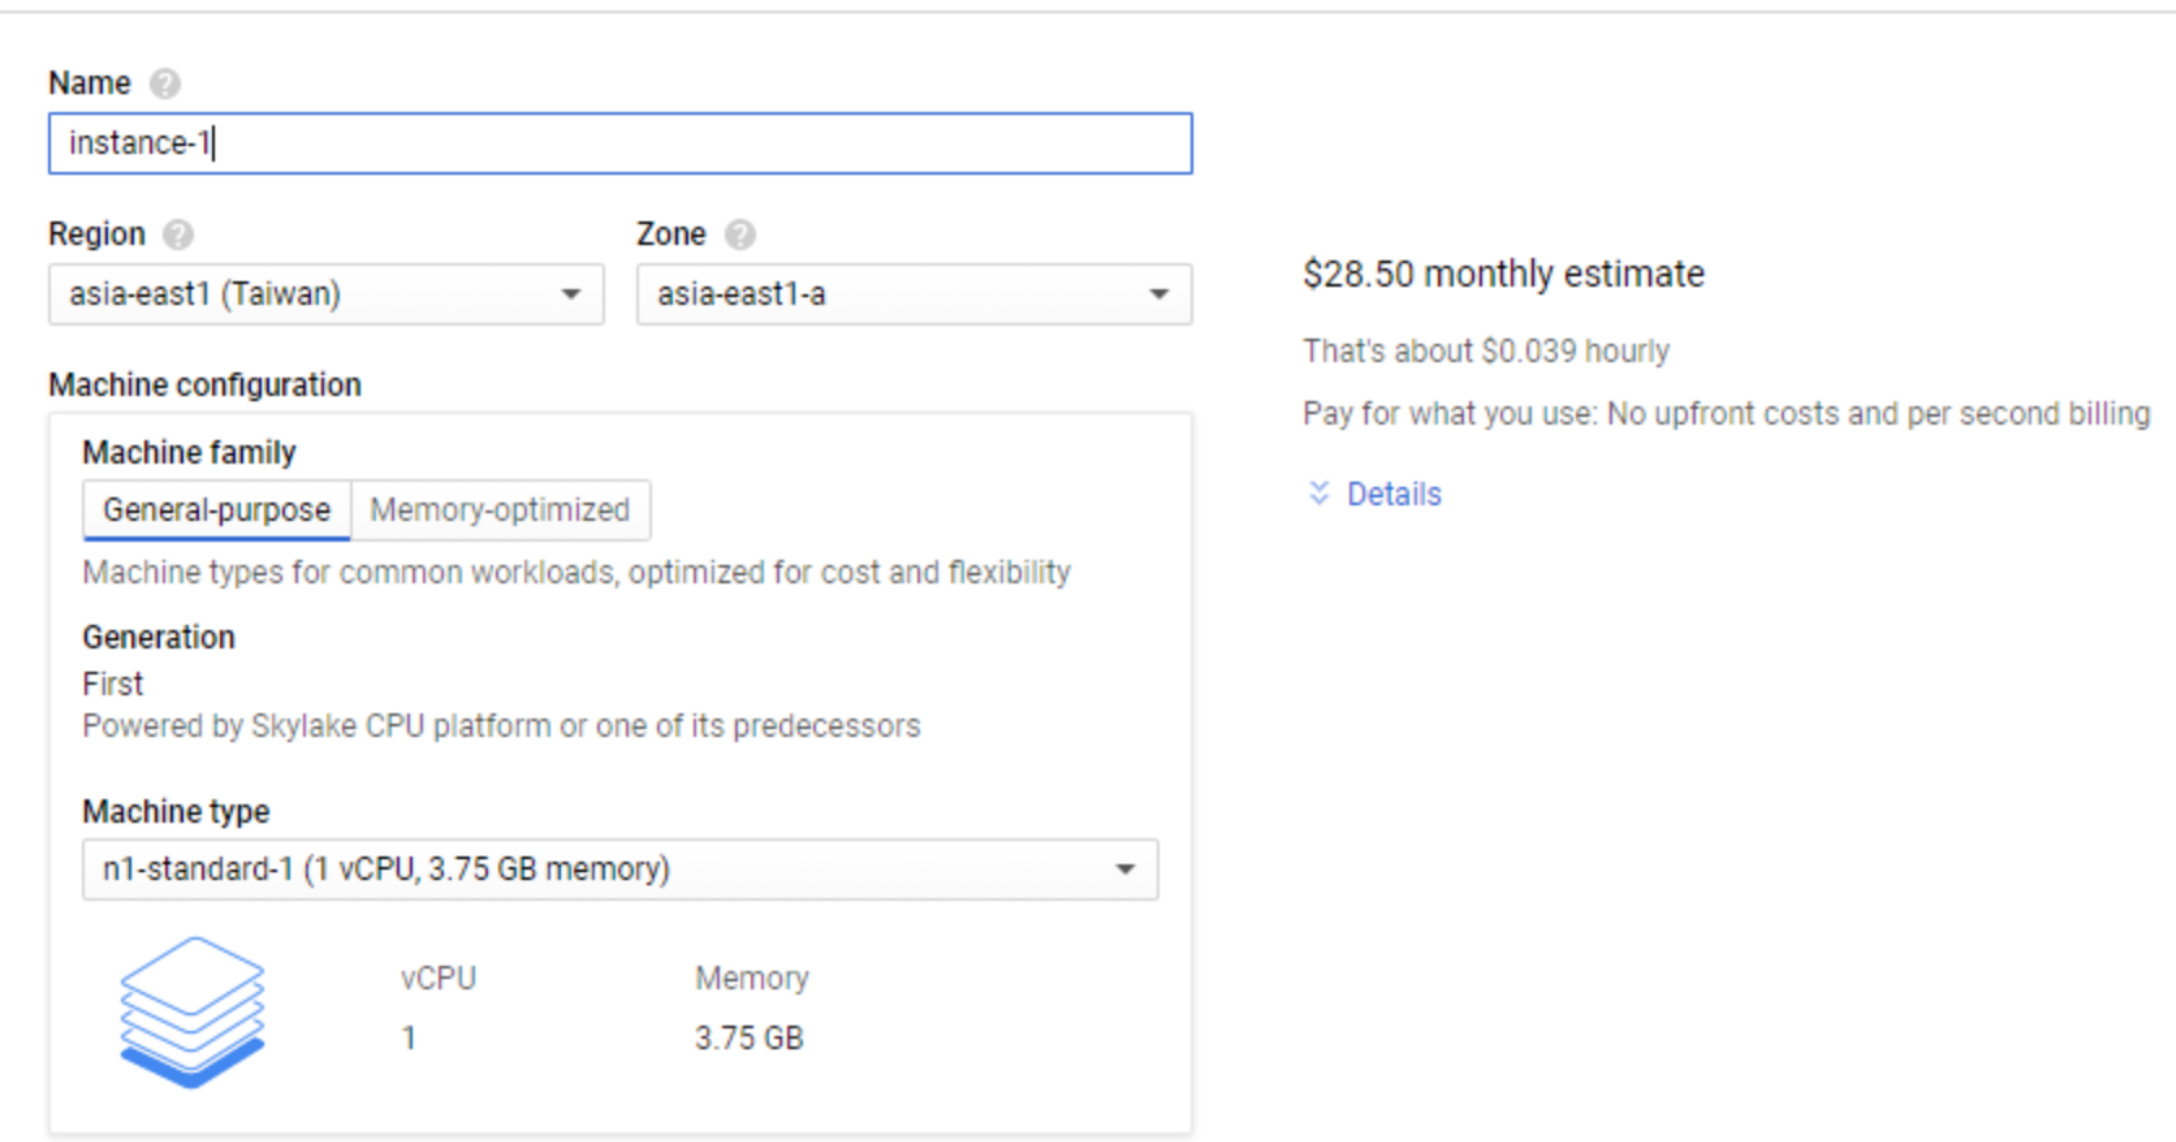 Name
instance-1
Region
Zone
asia-east1 (Taiwan)
asia-east1-a
$28.50 monthly estimate
That's about $0.039 hourly
Pay for what you use: No upfront costs and per second billing
Details
Machine configuration
Machine family
General-purpose
Memory-optimized
Machine types for common workloads, optimized for cost and flexibility
Generation
First
Powered by Skylake CPU platform or one of its predecessors
Machine type
n1-standard-1 (1 vCPU, 3.75 GB memory)
vCPU
Memory
1
3.75 GB